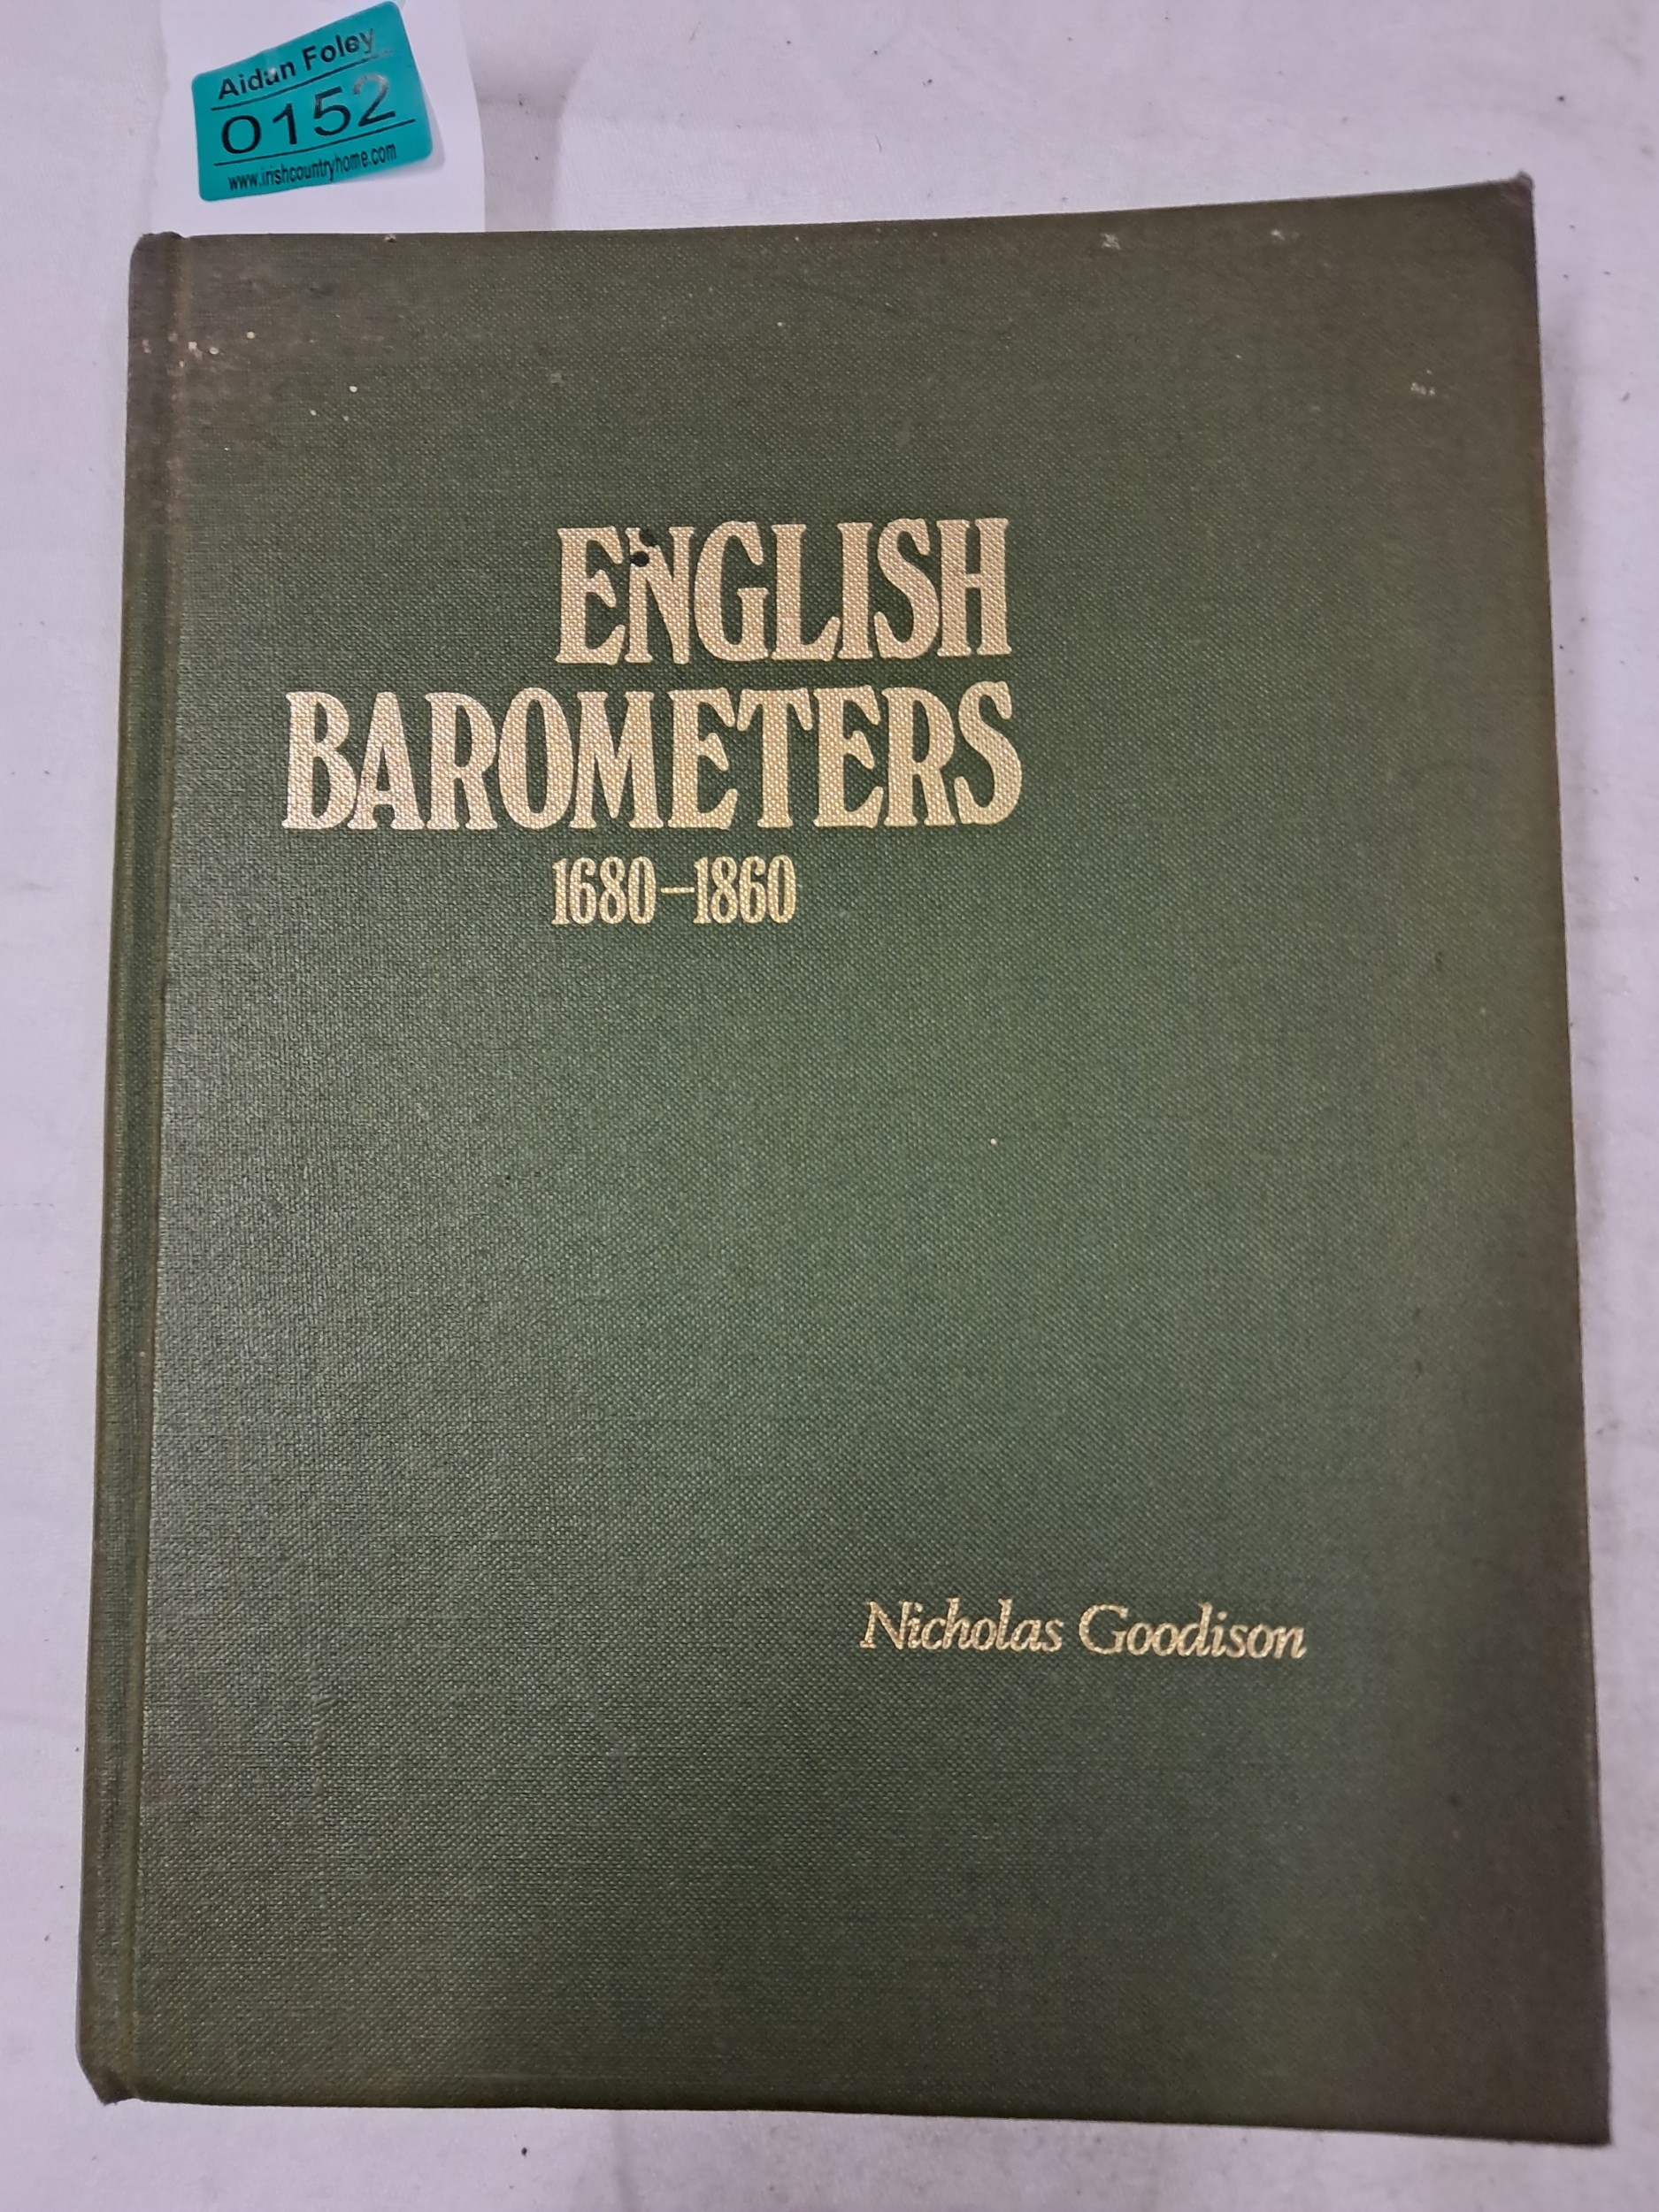 Aidan Foley
0152
www.irishcountryhome.com
ENGLISH
BAROMETERS
1680–1860
Nicholas Goodison